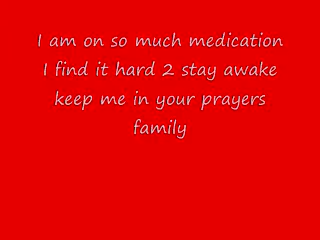 I am on so much medication
I find it hard 2 stay awake
keep me in your prayers
family